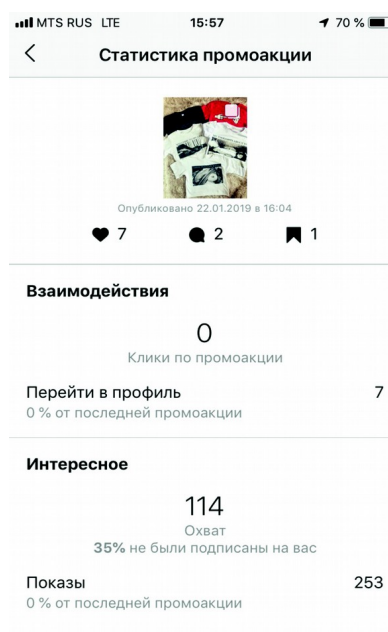 MTS RUS LTE 15:57 70 %
Статистика промоакции
Опубликовано 22.01.2019 в 16:04
7 2 1
Взаимодействия
0
Клики по промоакции
Перейти в профиль 7
0 % от последней промоакции
Интересное
114
Охват
35% не были подписаны на вас
Показы 253
0 % от последней промоакции